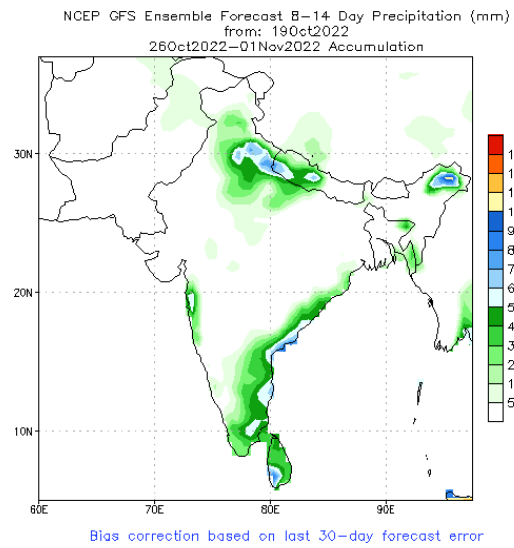 NCEP GFS Ensemble Forecast 8-14 Day Precipitation (mm)
from: 19Oct2022
26Oct2022-01Nov2022 Accumulation
30N
20N
10N
60E
70E
80E
90E
1
1
1
1
9
8
7
6
5
4
3
2
1
5
Bias correction based on last 30-day forecast error